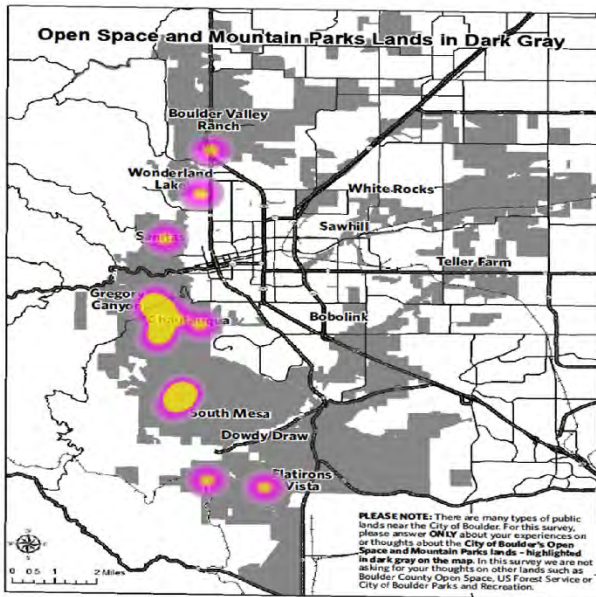 Open Space and Mountain Parks Lands in Dark Gray
Boulder Valley
Ranch
Wonderland
Lake
White Rocks
Sawhill
Sanitas
Teller Farm
Gregory
Canyon
Chautauqua
Bobolink
South Mesa
Dowdy Draw
Flatirons
Vista
PLEASE NOTE: There are many types of public
lands near the City of Boulder. For this survey,
please answer ONLY about your experiences on
or thoughts about the City of Boulder's Open
Space and Mountain Parks lands - highlighted
in dark gray on the map. In this survey we are not
asking for your thoughts on other lands such as
Boulder County Open Space, US Forest Service or
City of Boulder Parks and Recreation.
0 0.5 1 2 Miles